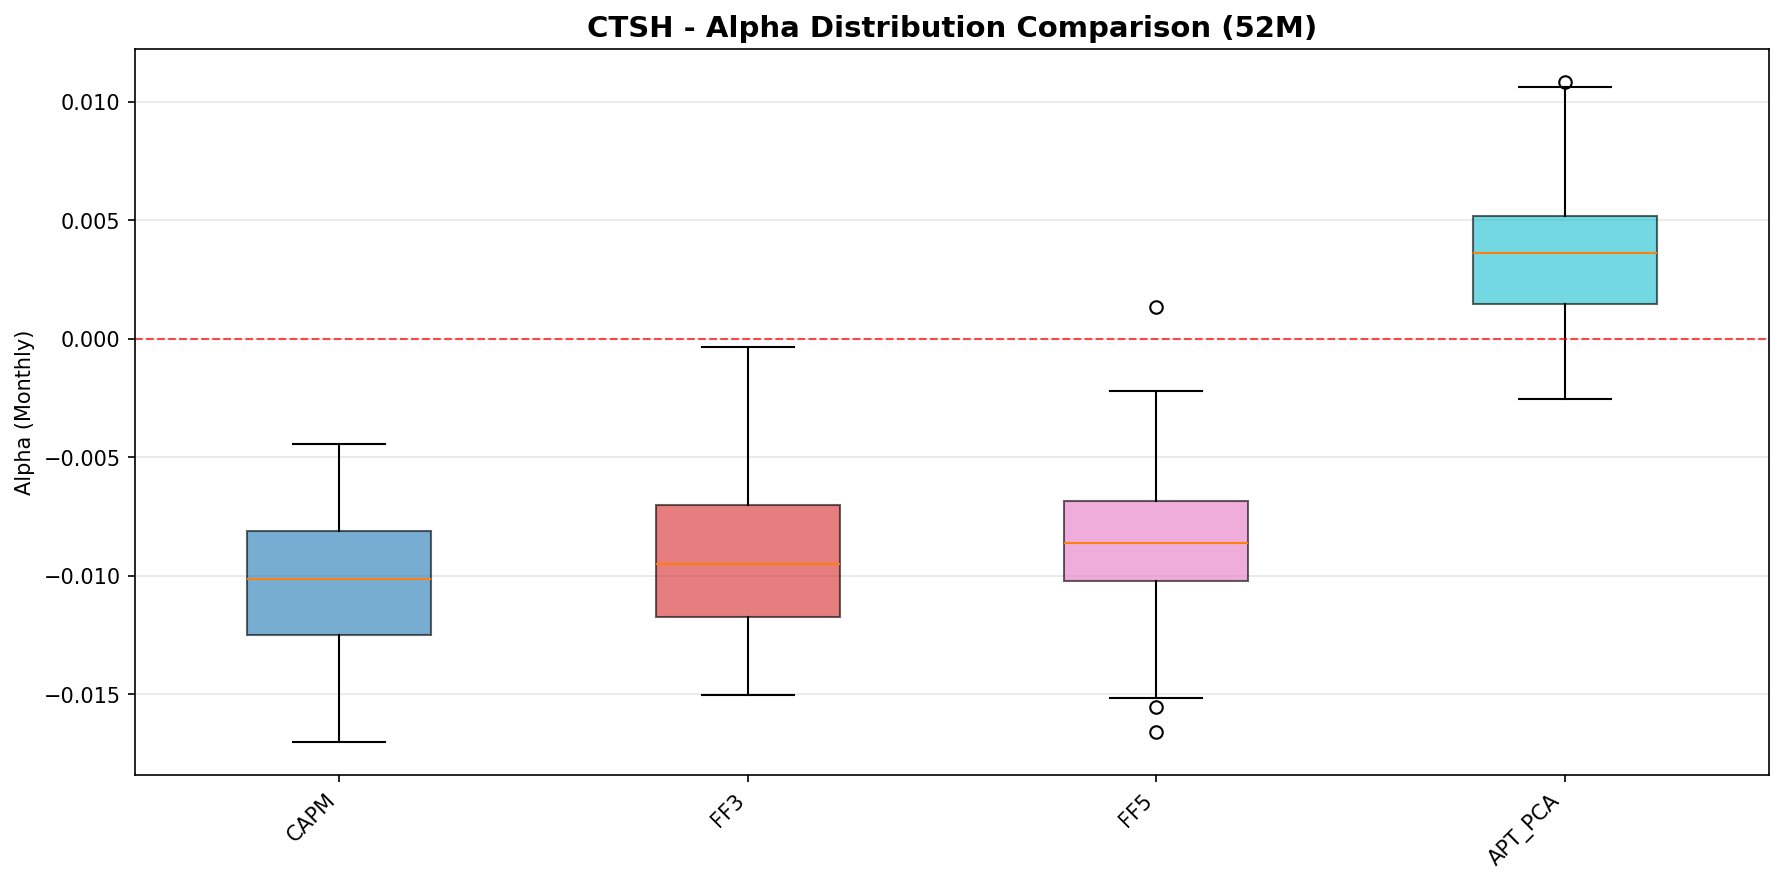 CTSH - Alpha Distribution Comparison (52M)
Alpha (Monthly)
0.010
0.005
0.000
−0.005
−0.010
−0.015
CAPM
FF3
FF5
APT_PCA